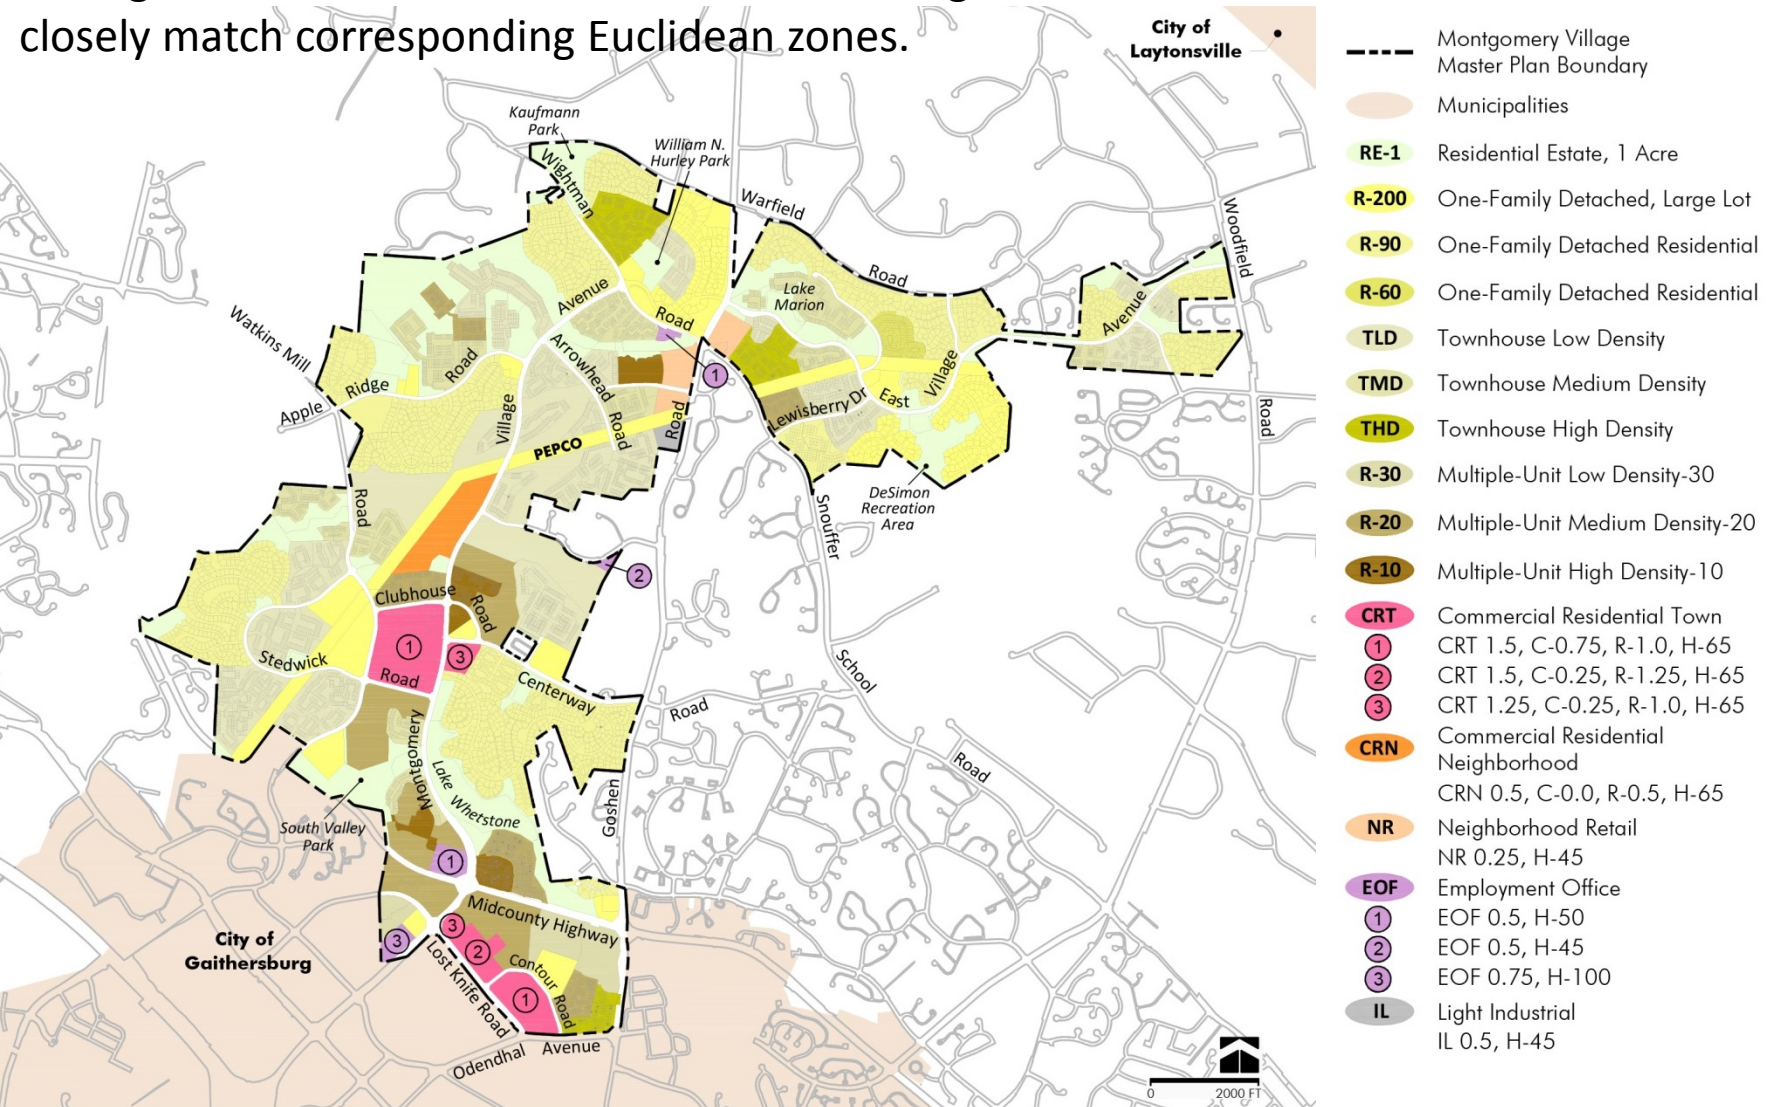 closely match corresponding Euclidean zones.
City of
Laytonsville
Kaufmann
Park
William N.
Hurley Park
Wightman
Warfield
Woodfield
Road
Lake
Marion
Avenue
Road
Avenue
Watkins Mill
Arrowhead
Road
Village
Apple
Ridge
Road
1
Lewisberry Dr
East
Road
Road
Village
PEPCO
Road
DeSimon
Recreation
Area
Snouffer
2
Clubhouse
Road
1
3
Stedwick
Road
Centerway
School
Road
Montgomery
Lake Whetstone
Road
Goshen
South Valley
Park
1
Midcounty Highway
City of
Gaithersburg
3
3
2
Lost Knife Road
Contour
Road
1
Odendhal
Avenue
0
2000 FT
Montgomery Village
Master Plan Boundary
Municipalities
RE-1 Residential Estate, 1 Acre
R-200 One-Family Detached, Large Lot
R-90 One-Family Detached Residential
R-60 One-Family Detached Residential
TLD Townhouse Low Density
TMD Townhouse Medium Density
THD Townhouse High Density
R-30 Multiple-Unit Low Density-30
R-20 Multiple-Unit Medium Density-20
R-10 Multiple-Unit High Density-10
CRT Commercial Residential Town
1 CRT 1.5, C-0.75, R-1.0, H-65
2 CRT 1.5, C-0.25, R-1.25, H-65
3 CRT 1.25, C-0.25, R-1.0, H-65
CRN Commercial Residential
Neighborhood
CRN 0.5, C-0.0, R-0.5, H-65
NR Neighborhood Retail
NR 0.25, H-45
EOF Employment Office
1 EOF 0.5, H-50
2 EOF 0.5, H-45
3 EOF 0.75, H-100
IL Light Industrial
IL 0.5, H-45